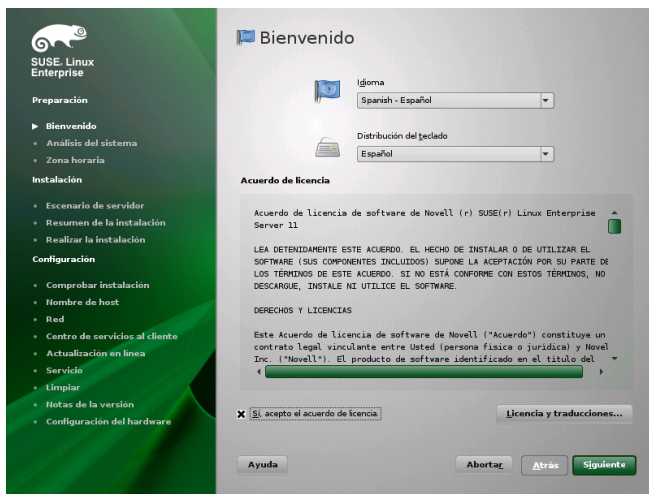 SUSE. Linux
Enterprise
Preparación
Bienvenido
Análisis del sistema
Zona horaria
Instalación
Escenario de servidor
Resumen de la instalación
Realizar la instalación
Configuración
Comprobar instalación
Nombre de host
Red
Centro de servicios al cliente
Actualización en línea
Servicio
Limpiar
Notas de la versión
Configuración del hardware
Bienvenido
Idioma
Spanish - Español
Distribución del teclado
Español
Acuerdo de licencia
Acuerdo de licencia de software de Novell (r) SUSE(r) Linux Enterprise
Server 11
LEA DETENIDAMENTE ESTE ACUERDO. EL HECHO DE INSTALAR O DE UTILIZAR EL
SOFTWARE (SUS COMPONENTES INCLUIDOS) SUPONE LA ACEPTACIÓN POR SU PARTE DE
LOS TÉRMINOS DE ESTE ACUERDO. SI NO ESTÁ CONFORME CON ESTOS TÉRMINOS, NO
DESCARGUE, INSTALE NI UTILICE EL SOFTWARE.
DERECHOS Y LICENCIAS
Este Acuerdo de licencia de software de Novell ("Acuerdo") constituye un
contrato legal vinculante entre Usted (persona física o jurídica) y Novel
Inc. ("Novell"). El producto de software identificado en el título del
Sí, acepto el acuerdo de licencia.
Licencia y traducciones...
Ayuda
Abortar
Atrás
Siguiente